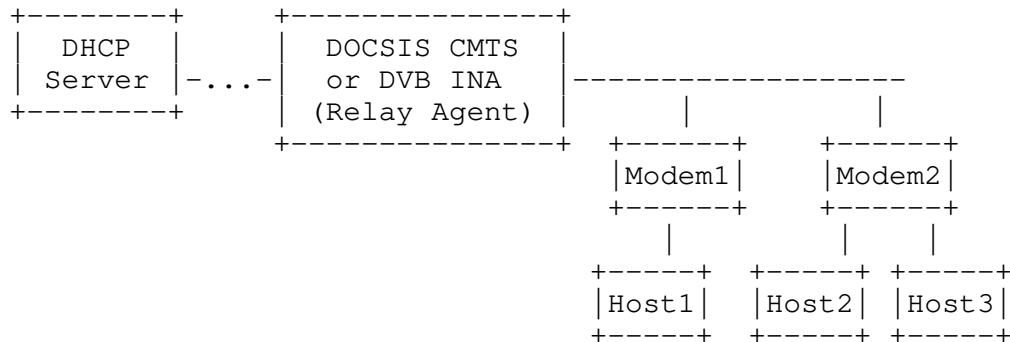 DHCP DOCSIS CMTS
Server -...- or DVB INA
(Relay Agent)
Modem1 Modem2
Host1 Host2 Host3